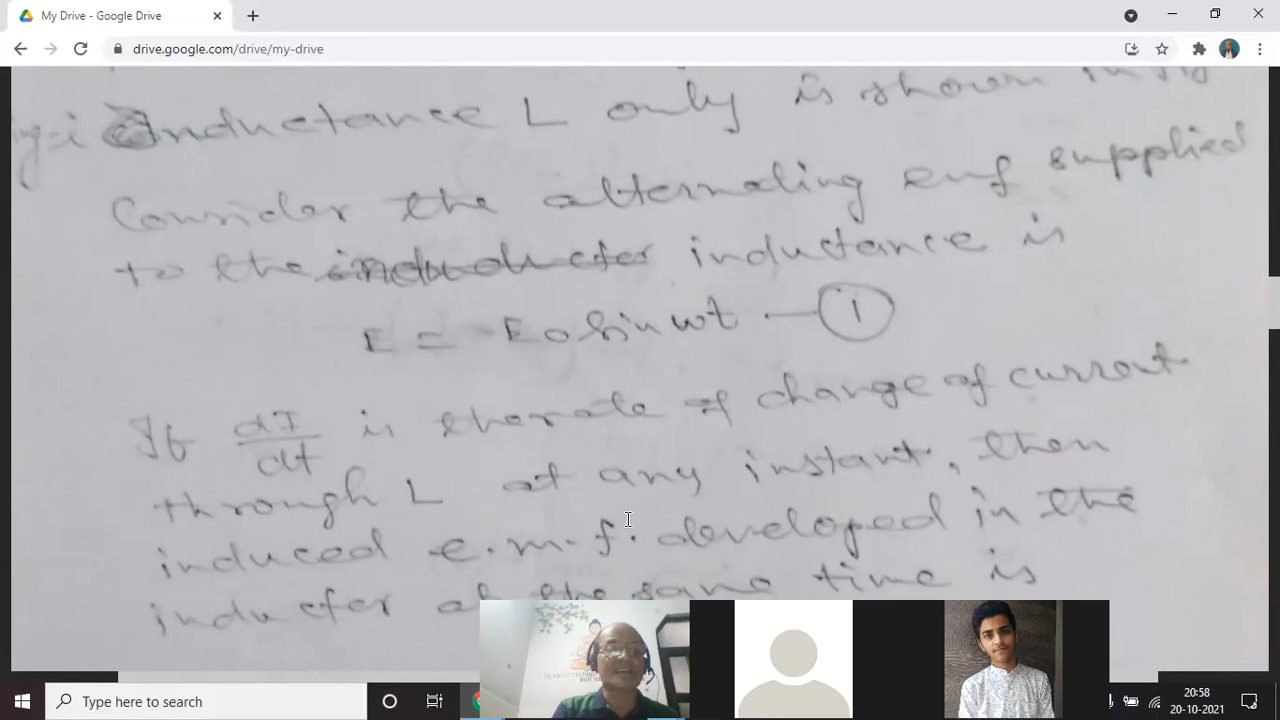 My Drive - Google Drive
drive.google.com/drive/my-drive
inductance L only is shown in
Consider the alternating emf supplied
to the inductance is
E = E0 Sin wt — (1)
If dI/dt is the rate of change of current
through L at any instant, then
induced e.m.f. developed in the
inducter at the same time is
Type here to search
20:58
20-10-2021